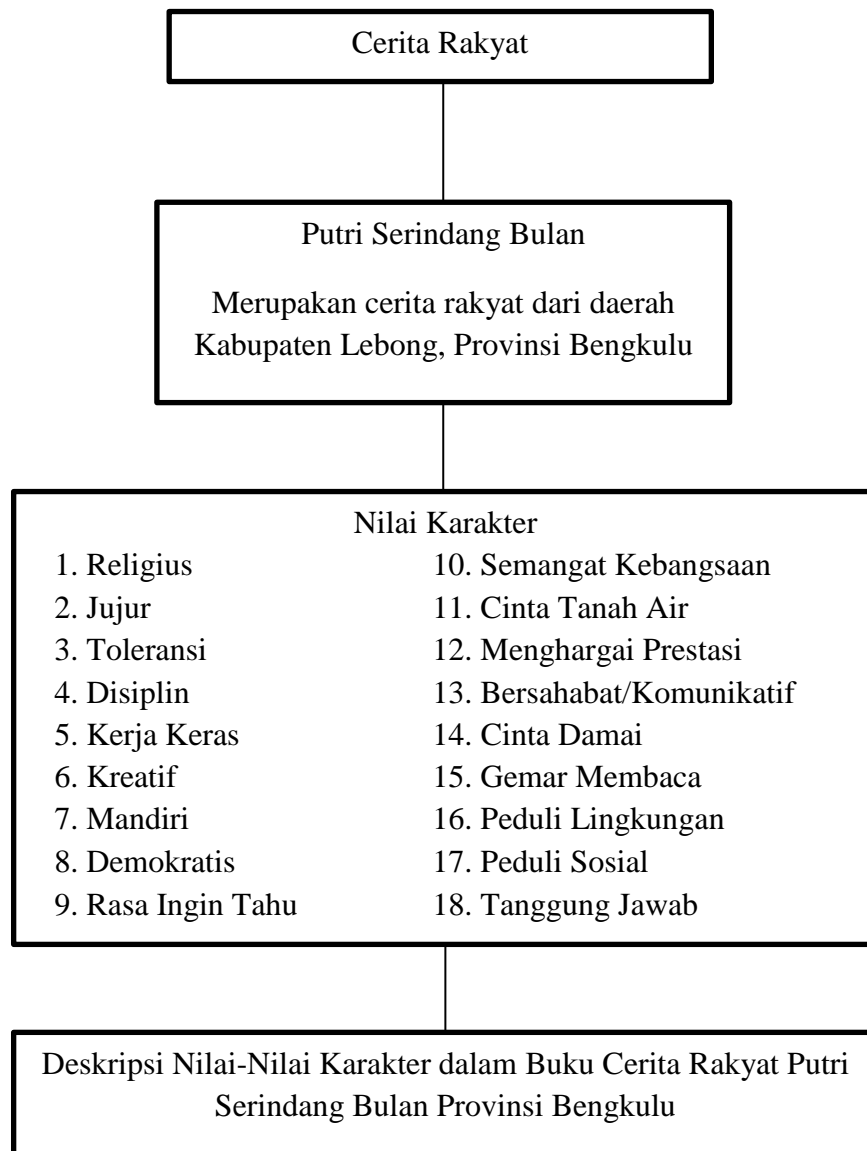 Cerita Rakyat
Putri Serindang Bulan
Merupakan cerita rakyat dari daerah
Kabupaten Lebong, Provinsi Bengkulu
Nilai Karakter
1. Religius
2. Jujur
3. Toleransi
4. Disiplin
5. Kerja Keras
6. Kreatif
7. Mandiri
8. Demokratis
9. Rasa Ingin Tahu
10. Semangat Kebangsaan
11. Cinta Tanah Air
12. Menghargai Prestasi
13. Bersahabat/Komunikatif
14. Cinta Damai
15. Gemar Membaca
16. Peduli Lingkungan
17. Peduli Sosial
18. Tanggung Jawab
Deskripsi Nilai-Nilai Karakter dalam Buku Cerita Rakyat Putri
Serindang Bulan Provinsi Bengkulu